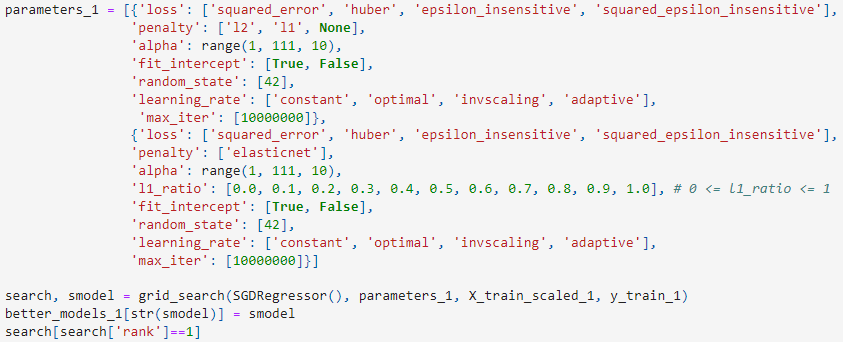 parameters_1 = [{'loss': ['squared_error', 'huber', 'epsilon_insensitive', 'squared_epsilon_insensitive'],
'penalty': ['l2', 'l1', None],
'alpha': range(1, 111, 10),
'fit_intercept': [True, False],
'random_state': [42],
'learning_rate': ['constant', 'optimal', 'invscaling', 'adaptive'],
'max_iter': [10000000]},
{'loss': ['squared_error', 'huber', 'epsilon_insensitive', 'squared_epsilon_insensitive'],
'penalty': ['elasticnet'],
'alpha': range(1, 111, 10),
'l1_ratio': [0.0, 0.1, 0.2, 0.3, 0.4, 0.5, 0.6, 0.7, 0.8, 0.9, 1.0], # 0 <= l1_ratio <= 1
'fit_intercept': [True, False],
'random_state': [42],
'learning_rate': ['constant', 'optimal', 'invscaling', 'adaptive'],
'max_iter': [10000000]}]
search, smodel = grid_search(SGDRegressor(), parameters_1, X_train_scaled_1, y_train_1)
better_models_1[str(smodel)] = smodel
search[search['rank']==1]